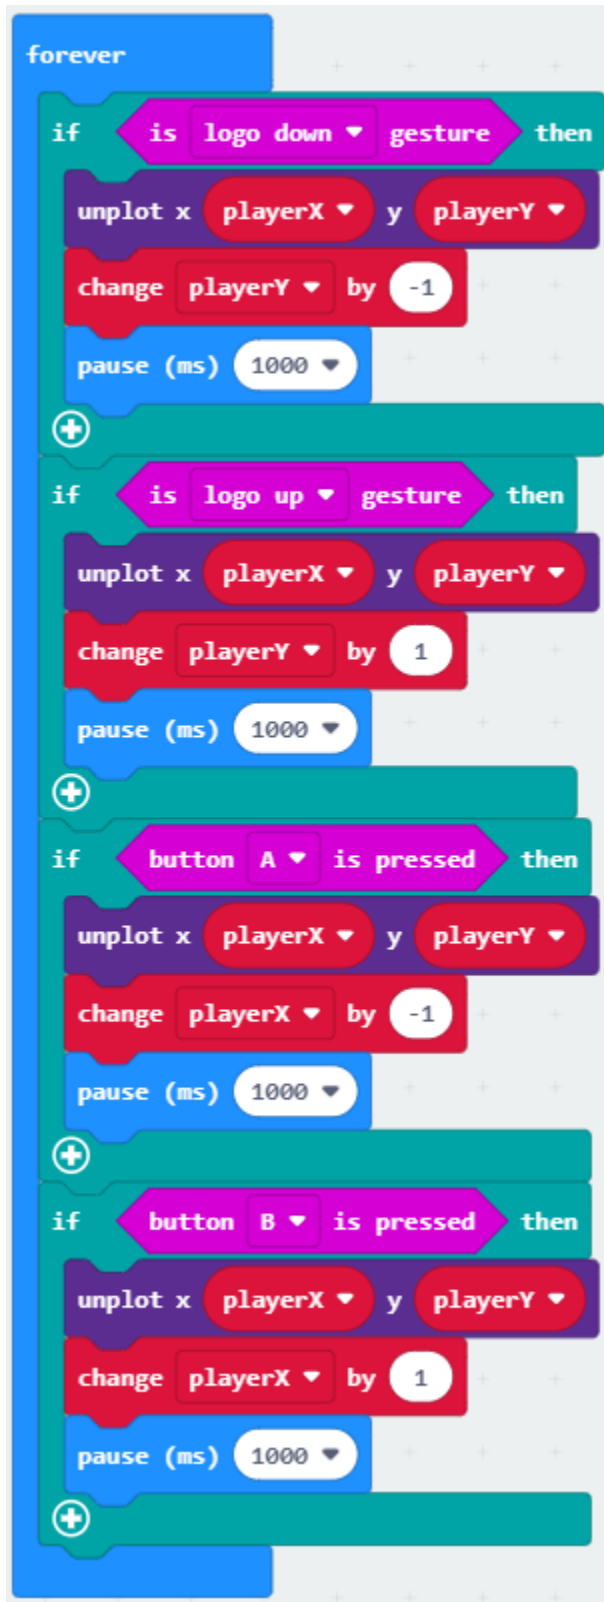 forever
if is logo down gesture then
unplot x playerX y playerY
change playerY by -1
pause (ms) 1000
if is logo up gesture then
unplot x playerX y playerY
change playerY by 1
pause (ms) 1000
if button A is pressed then
unplot x playerX y playerY
change playerX by -1
pause (ms) 1000
if button B is pressed then
unplot x playerX y playerY
change playerX by 1
pause (ms) 1000